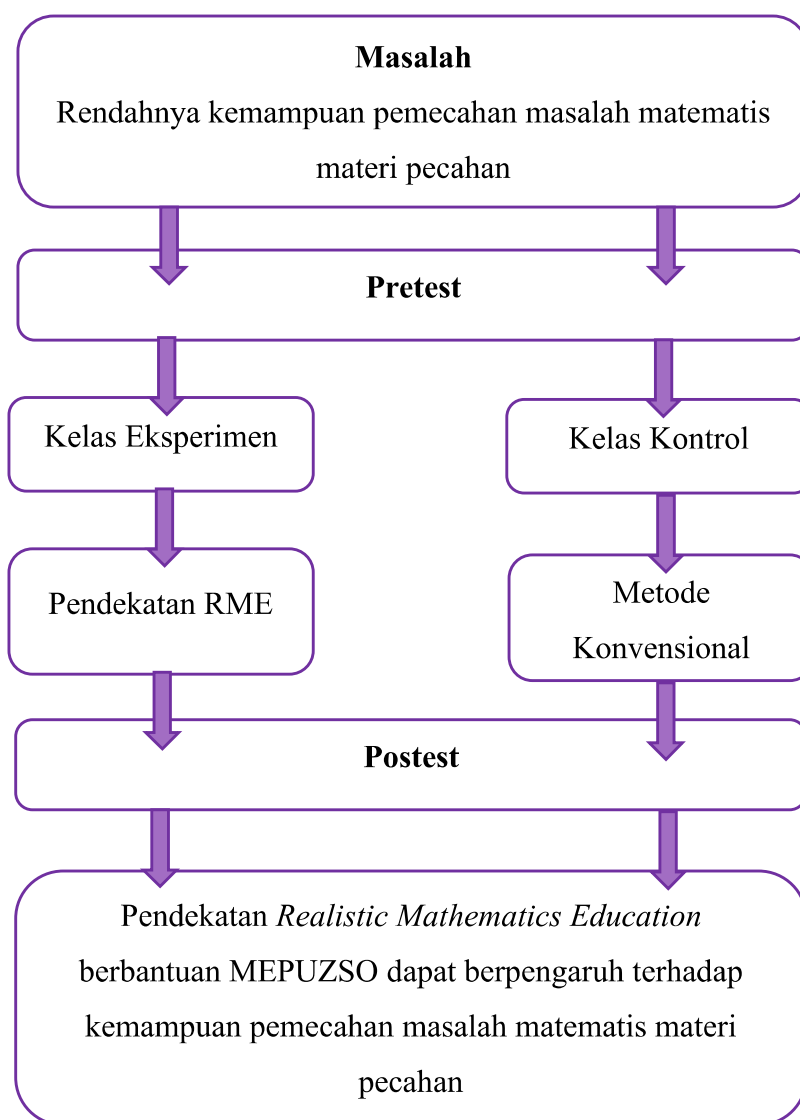 Masalah
Rendahnya kemampuan pemecahan masalah matematis
materi pecahan
Pretest
Kelas Eksperimen
Kelas Kontrol
Pendekatan RME
Metode
Konvensional
Postest
Pendekatan Realistic Mathematics Education
berbantuan MEPUZSO dapat berpengaruh terhadap
kemampuan pemecahan masalah matematis materi
pecahan